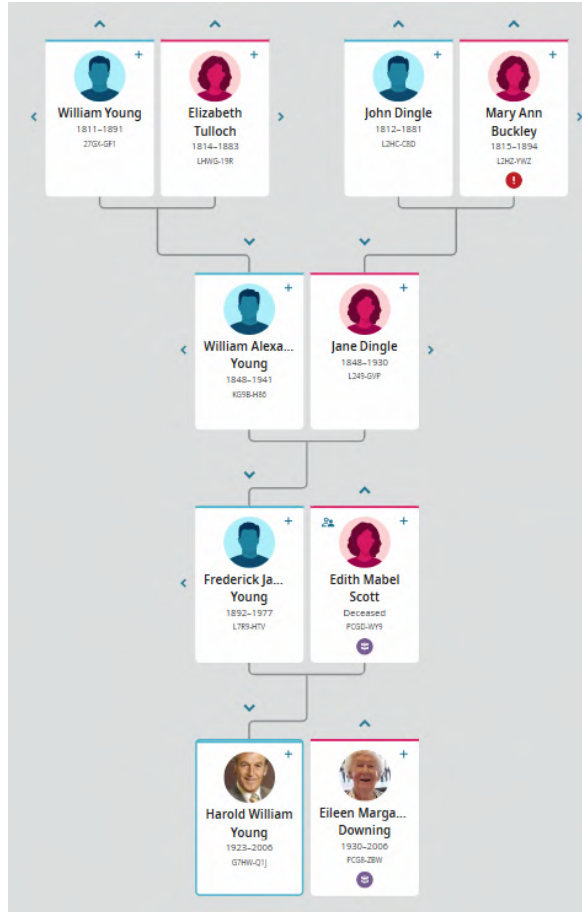 William Young
1811–1891
27GX-GF1
Elizabeth
Tulloch
1814–1883
LHWG-19R
John Dingle
1812–1881
L2HC-C8D
Mary Ann
Buckley
1815–1894
L2HZ-YWZ
William Alexa...
Young
1848–1941
KG9B-H86
Jane Dingle
1848–1930
L249-GVP
Frederick Ja...
Young
1892–1977
L7R9-HTV
Edith Mabel
Scott
Deceased
PCGD-WY9
Harold William
Young
1923–2006
G7HW-Q1J
Eileen Marga...
Downing
1930–2006
PCG8-ZBW